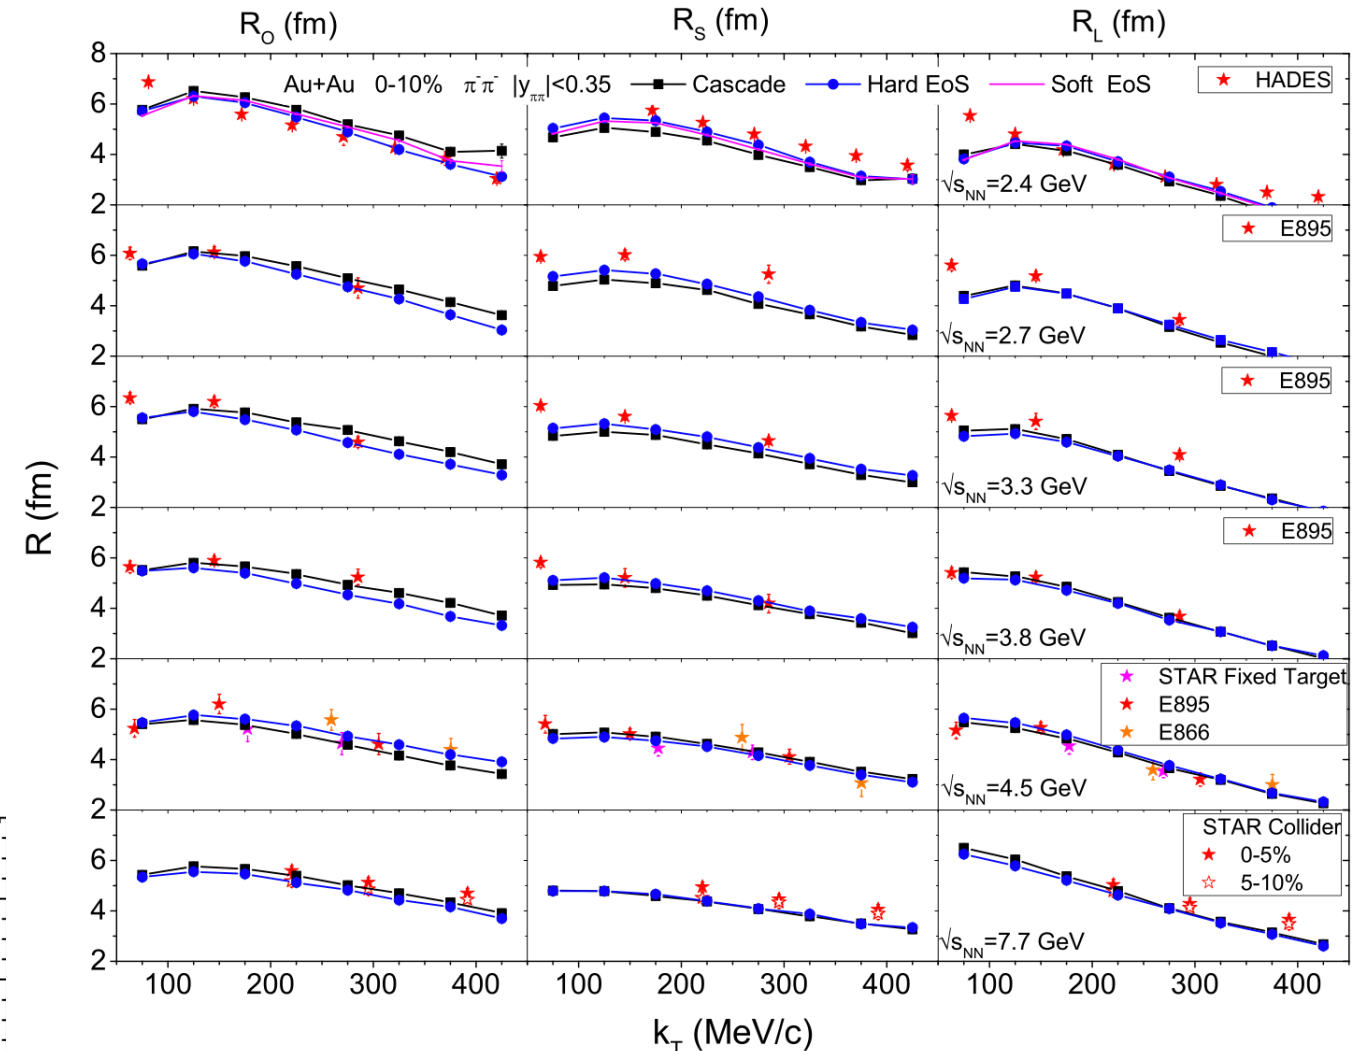 R_O (fm) R_S (fm) R_L (fm)
Au+Au 0-10% π⁻π⁻ |y_ππ|<0.35 Cascade Hard EoS Soft EoS HADES
8
6
4
2
√s_NN=2.4 GeV
E895
6
4
2
√s_NN=2.7 GeV
E895
6
4
2
√s_NN=3.3 GeV
E895
6
4
2
√s_NN=3.8 GeV
STAR Fixed Target
E895
E866
6
4
2
√s_NN=4.5 GeV
STAR Collider
0-5%
5-10%
6
4
2
√s_NN=7.7 GeV
R (fm)
100 200 300 400 100 200 300 400 100 200 300 400
k_T (MeV/c)